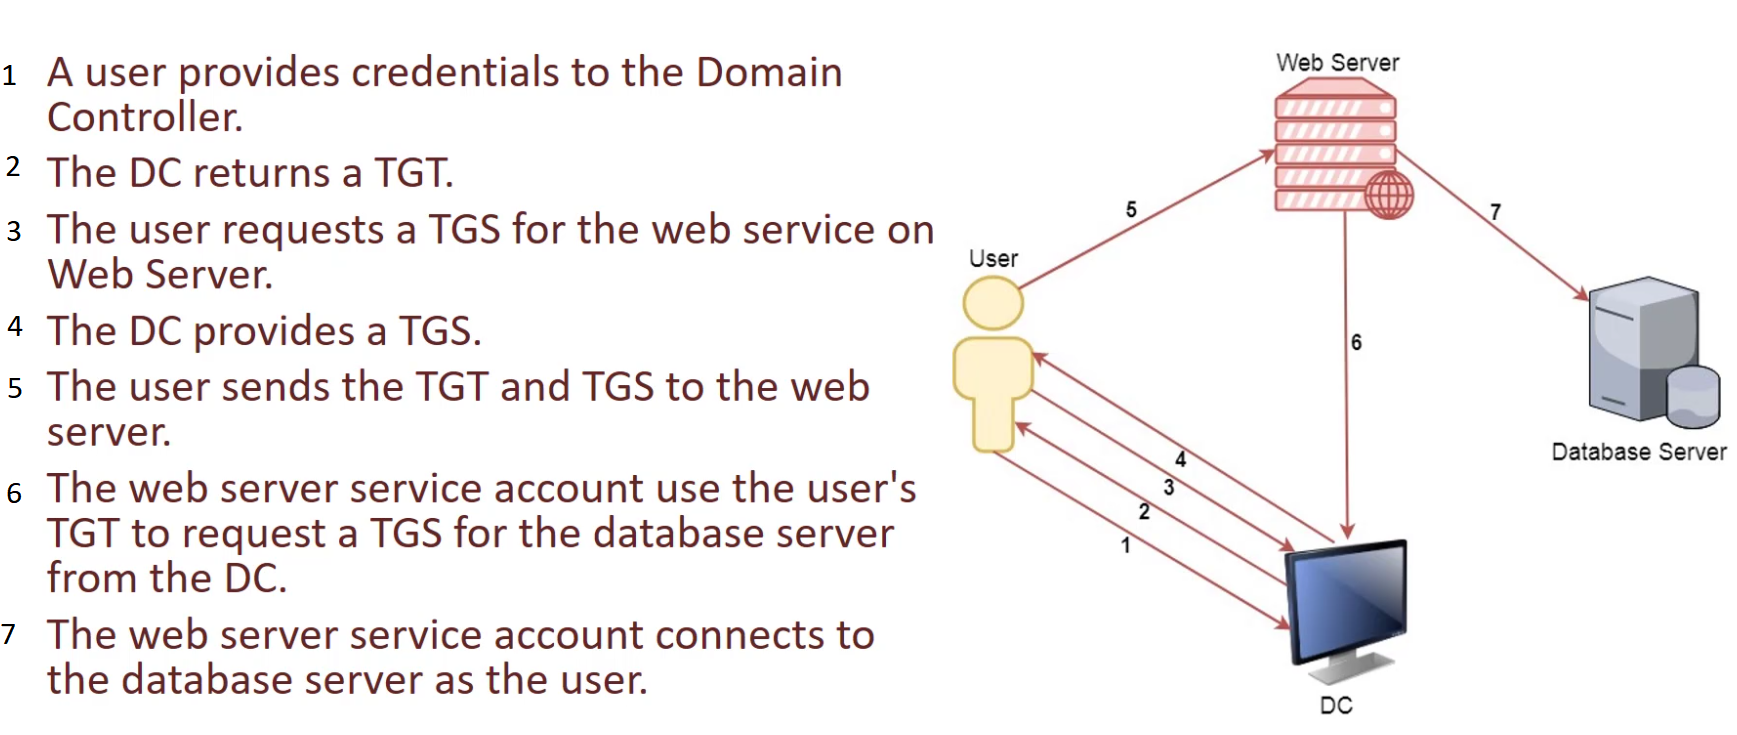 1 A user provides credentials to the Domain
Controller.
2 The DC returns a TGT.
3 The user requests a TGS for the web service on
Web Server.
4 The DC provides a TGS.
5 The user sends the TGT and TGS to the web
server.
6 The web server service account use the user's
TGT to request a TGS for the database server
from the DC.
7 The web server service account connects to
the database server as the user.
Web Server
5
7
User
6
Database Server
4
3
2
1
DC